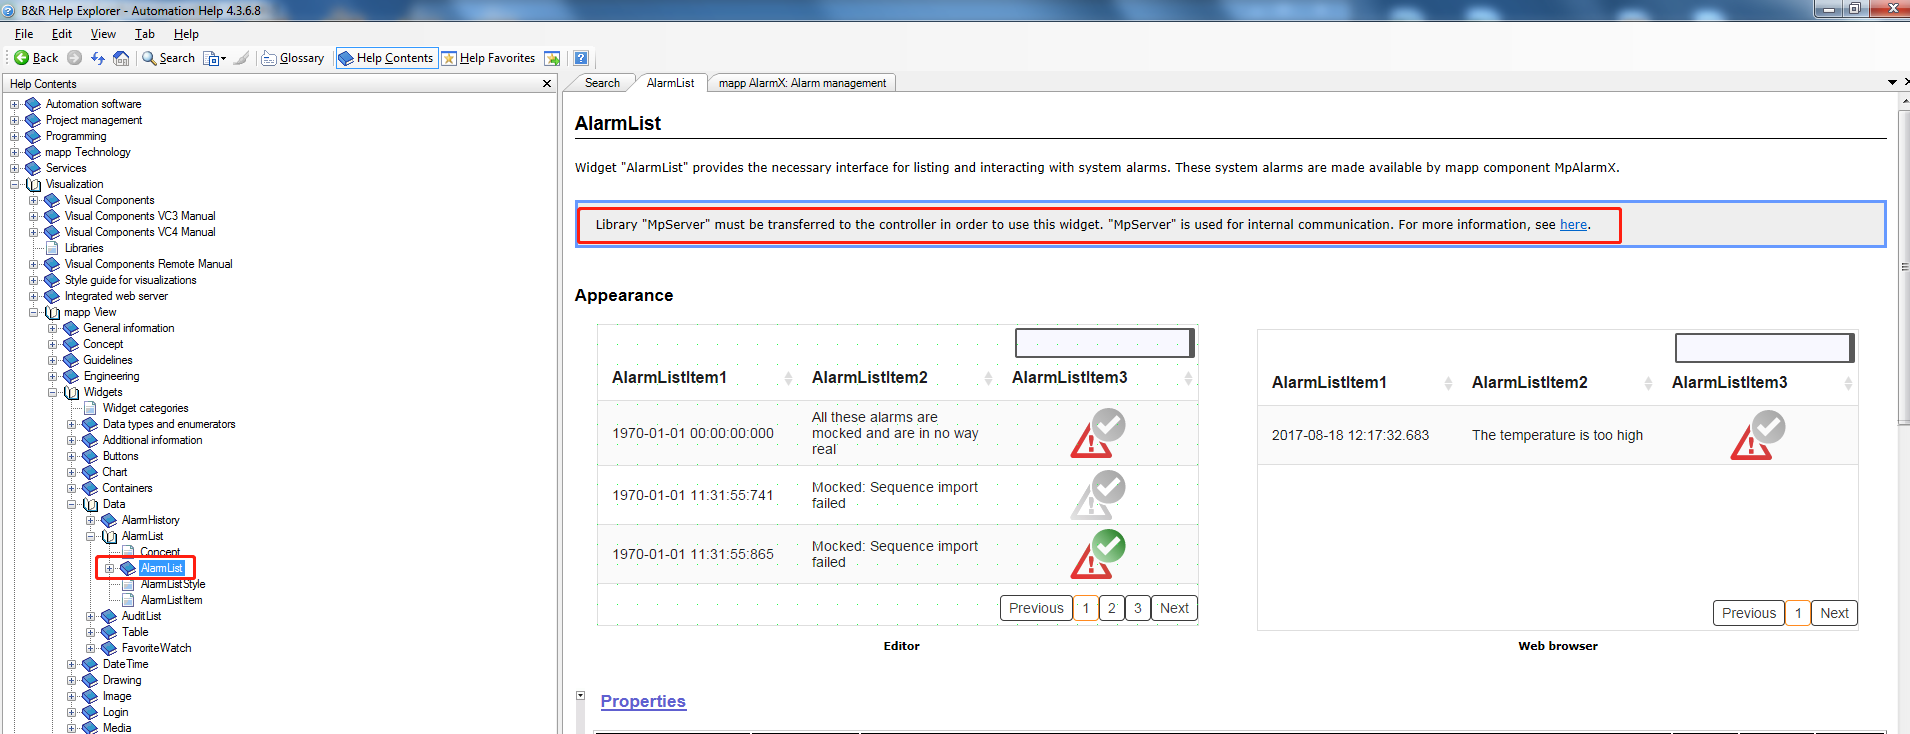 B&R Help Explorer - Automation Help 4.3.6.8
File Edit View Tab Help
Back Search Glossary Help Contents Help Favorites
Help Contents
Automation software
Project management
Programming
mapp Technology
Services
Visualization
Visual Components
Visual Components VC3 Manual
Visual Components VC4 Manual
Libraries
Visual Components Remote Manual
Style guide for visualizations
Integrated web server
mapp View
General information
Concept
Guidelines
Engineering
Widgets
Widget categories
Data types and enumerators
Additional information
Buttons
Chart
Containers
Data
AlarmHistory
AlarmList
Concept
AlarmList
AlarmListStyle
AlarmListItem
AuditList
Table
FavoriteWatch
DateTime
Drawing
Image
Login
Media
Search AlarmList mapp AlarmX: Alarm management
AlarmList
Widget "AlarmList" provides the necessary interface for listing and interacting with system alarms. These system alarms are made available by mapp component MpAlarmX.
Library "MpServer" must be transferred to the controller in order to use this widget. "MpServer" is used for internal communication. For more information, see here.
Appearance
AlarmListItem1 AlarmListItem2 AlarmListItem3
1970-01-01 00:00:00:000
All these alarms are
mocked and are in no way
real
1970-01-01 11:31:55:741
Mocked: Sequence import
failed
1970-01-01 11:31:55:865
Mocked: Sequence import
failed
Previous 1 2 3 Next
Editor
AlarmListItem1 AlarmListItem2 AlarmListItem3
2017-08-18 12:17:32.683 The temperature is too high
Previous 1 Next
Web browser
Properties